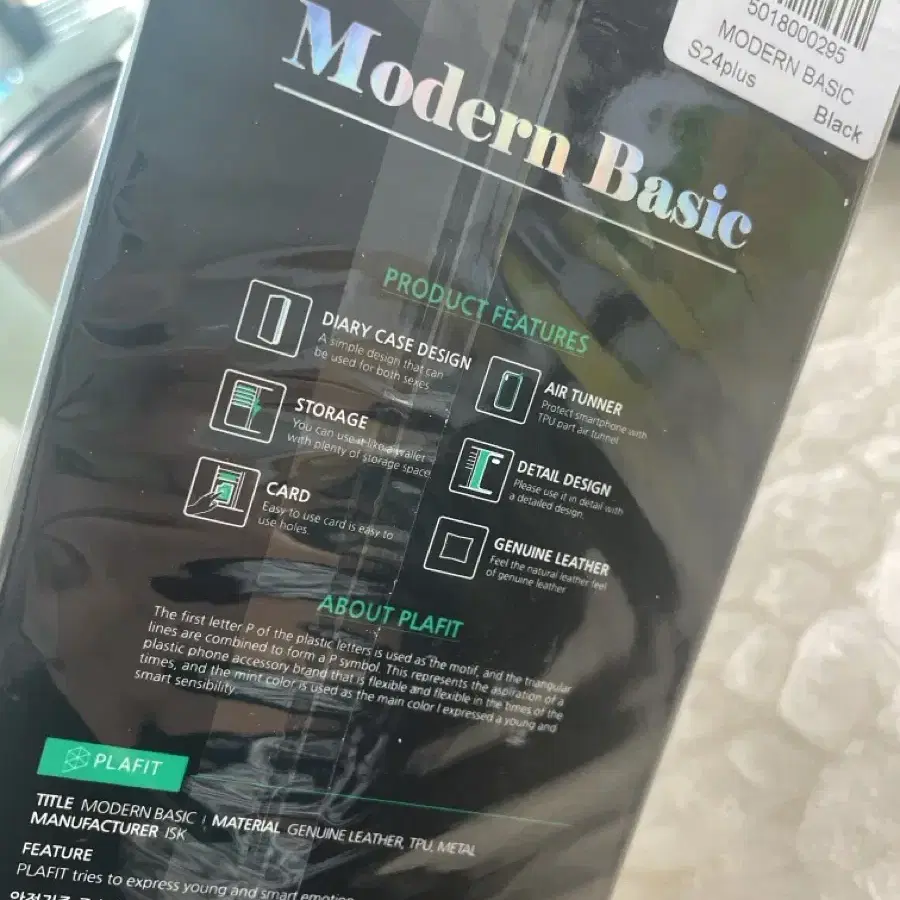 5018000295
MODERN BASIC
S24plus
Black
Modern Basic
PRODUCT FEATURES
DIARY CASE DESIGN
A simple design that can
be used for both sexes
STORAGE
You can use it like a wallet
with plenty of storage space.
CARD
Easy to use card is easy to
use holes.
AIR TUNNER
Protect smartphone with
TPU part air tunnel
DETAIL DESIGN
Please use it in detail with
a detailed design.
GENUINE LEATHER
Feel the natural leather feel
of genuine leather
ABOUT PLAFIT
The first letter P of the plastic letters is used as the motif, and the triangular
lines are combined to form a P symbol. This represents the aspiration of a
plastic phone accessory brand that is flexible and flexible in the times of the
times, and the mint color is used as the main color I expressed a young and
smart sensibility.
PLAFIT
TITLE MODERN BASIC | MATERIAL GENUINE LEATHER, TPU, METAL
MANUFACTURER ISK
FEATURE
PLAFIT tries to express young and smart